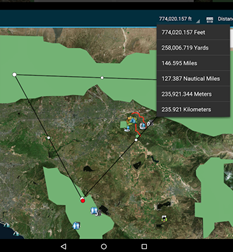 774,020.157 ft
Distan
774,020.157 Feet
258,006.719 Yards
146.595 Miles
127.387 Nautical Miles
235,921.344 Meters
235.921 Kilometers